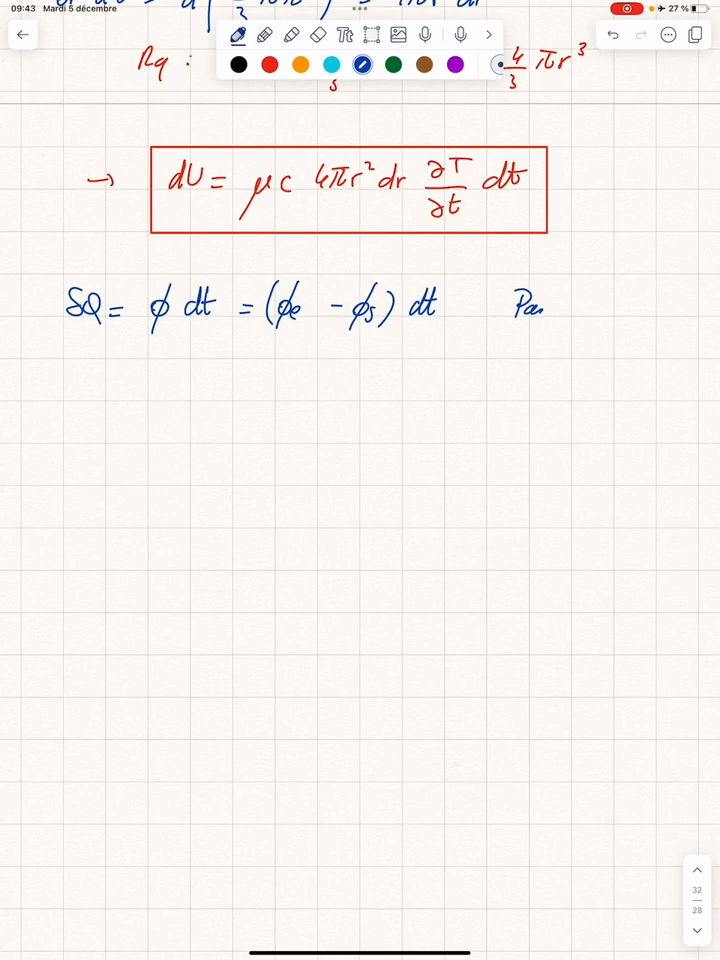 09:43 Mardi 5 décembre 27 %
Rq :
s
4/3 πr³
→ dU = μc 4πr² dr ∂T/∂t dt
δQ = ϕ dt = (ϕe - ϕs) dt Pas
32
28